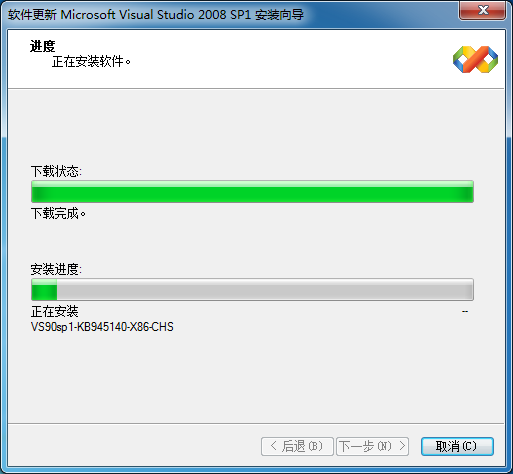 软件更新 Microsoft Visual Studio 2008 SP1 安装向导
进度
正在安装软件。
下载状态:
下载完成。
安装进度:
正在安装 --
VS90sp1-KB945140-X86-CHS
< 后退(B) 下一步(N) > 取消(C)